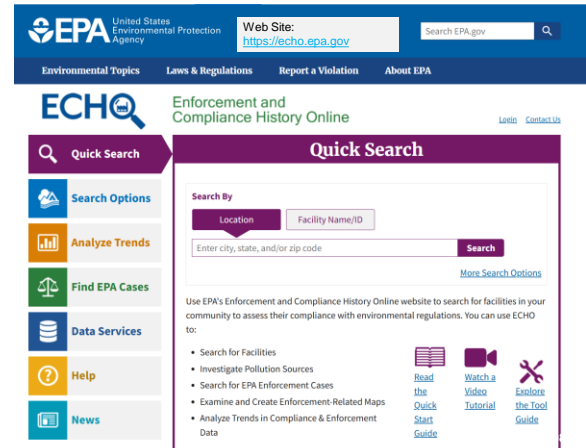 EPA
United States
Environmental Protection
Agency
Web Site:
https://echo.epa.gov
Search EPA.gov
Environmental Topics
Laws & Regulations
Report a Violation
About EPA
ECHO
Enforcement and
Compliance History Online
Login
Contact Us
Quick Search
Search Options
Analyze Trends
Find EPA Cases
Data Services
Help
News
Quick Search
Search By
Location
Facility Name/ID
Enter city, state, and/or zip code
Search
More Search Options
Use EPA's Enforcement and Compliance History Online website to search for facilities in your
community to assess their compliance with environmental regulations. You can use ECHO
to:
• Search for Facilities
• Investigate Pollution Sources
• Search for EPA Enforcement Cases
• Examine and Create Enforcement-Related Maps
• Analyze Trends in Compliance & Enforcement
Data
Read
the
Quick
Start
Guide
Watch a
Video
Tutorial
Explore
the Tool
Guide